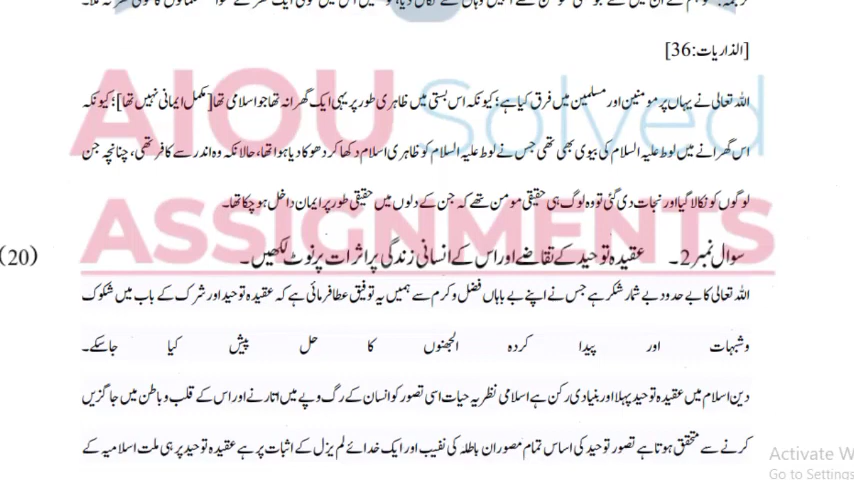 [الذاریات:36]
اللہ تعالی نے یہاں پر مومنین اور مسلمین میں فرق کیا ہے؛ کیونکہ اس بستی میں ظاہری طور پر یہی ایک گھرانہ تھا جو اسلامی تھا [مکمل ایمانی نہیں تھا]؛ کیونکہ
اس گھرانے میں لوط علیہ السلام کی بیوی بھی تھی جس نے لوط علیہ السلام کو ظاہری اسلام دکھا کر دھوکا دیا ہوا تھا، حالانکہ وہ اندر سے کافر تھی، چنانچہ جن
لوگوں کو نکالا گیا اور نجات دی گئی تو وہ لوگ ہی حقیقی مومن تھے کہ جن کے دلوں میں حقیقی طور پر ایمان داخل ہو چکا تھا۔
سوال نمبر 2۔ عقیدہ توحید کے تقاضے اور اس کے انسانی زندگی پر اثرات پر نوٹ لکھیں۔ (20)
اللہ تعالی کا بے حد و دبے شمار شکر ہے جس نے اپنے بے پایاں فضل و کرم سے ہمیں یہ توفیق عطا فرمائی ہے کہ عقیدہ توحید اور شرک کے باب میں شکوک
وشبہات اور پیدا کردہ الجھنوں کا حل پیش کیا جاسکے۔
دین اسلام میں عقیدہ توحید پہلا اور بنیادی رکن ہے اسلامی نظریہ حیات اسی تصور کو انسان کے رگ وپے میں اتارنے اور اس کے قلب و باطن میں جاگزیں
کرنے سے متحقق ہوتا ہے تصور توحید کی اساس تمام مصوران باطلہ کی نفیب اور ایک خدائے لم یزل کے اثبات پر ہے عقیدہ توحید پر ہی ملت اسلامیہ کے
AIOU Solved
ASSIGNMENTS
Activate W
Go to Settings